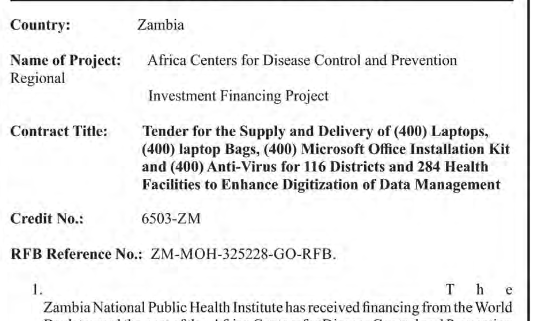 Country: Zambia
Name of Project: Africa Centers for Disease Control and Prevention
Regional
Investment Financing Project
Contract Title: Tender for the Supply and Delivery of (400) Laptops,
(400) laptop Bags, (400) Microsoft Office Installation Kit
and (400) Anti-Virus for 116 Districts and 284 Health
Facilities to Enhance Digitization of Data Management
Credit No.: 6503-ZM
RFB Reference No.: ZM-MOH-325228-GO-RFB.
1. T h e
Zambia National Public Health Institute has received financing from the World